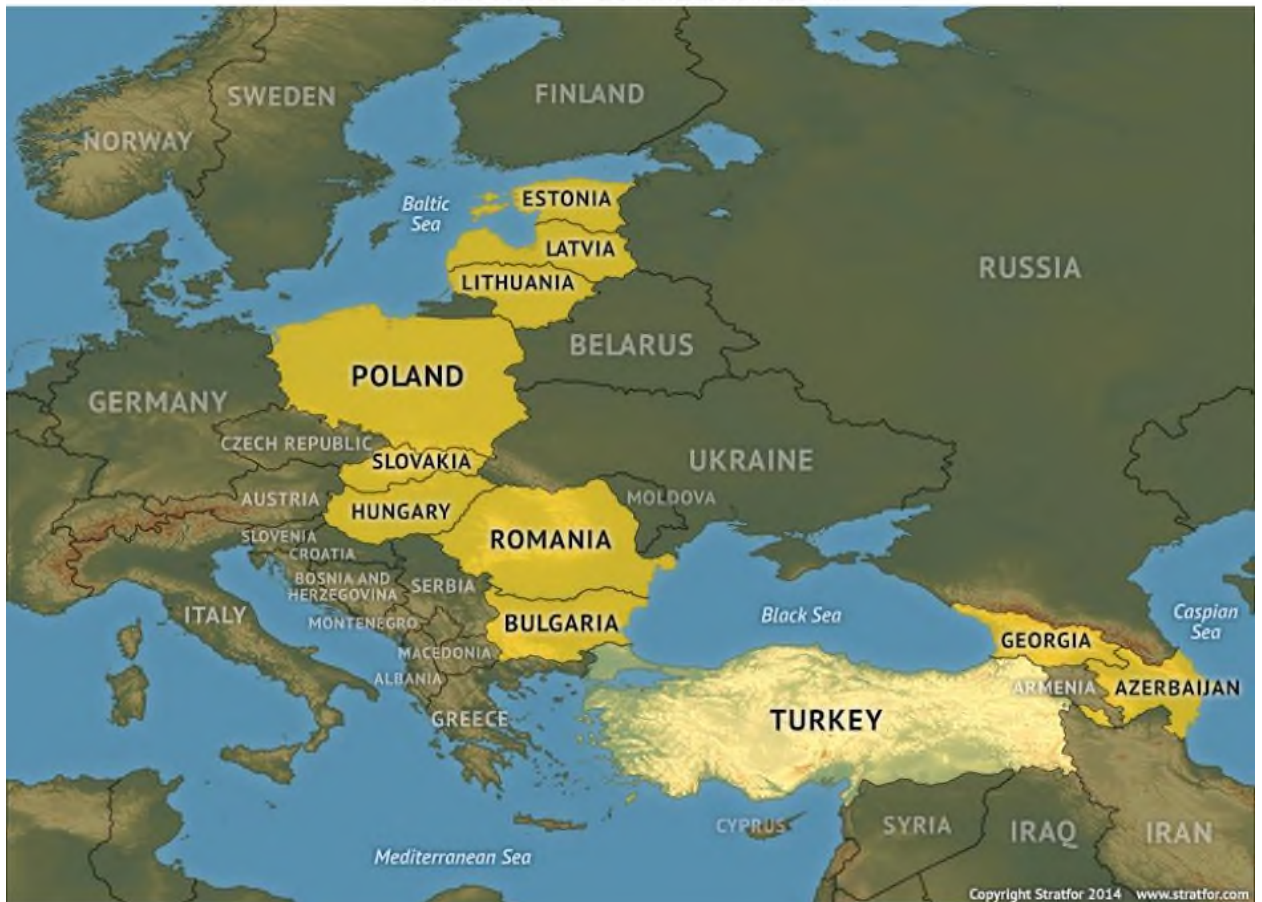 FINLAND
SWEDEN
NORWAY
ESTONIA
Baltic
Sea
LATVIA
RUSSIA
LITHUANIA
BELARUS
POLAND
GERMANY
CZECH REPUBLIC
SLOVAKIA
UKRAINE
AUSTRIA
MOLDOVA
HUNGARY
SLOVENIA
ROMANIA
CROATIA
BOSNIA AND
HERZEGOVINA
SERBIA
ITALY
Black Sea
Caspian
Sea
MONTENEGRO
BULGARIA
GEORGIA
MACEDONIA
ALBANIA
ARMENIA
AZERBAIJAN
GREECE
TURKEY
CYPRUS
SYRIA
IRAQ
IRAN
Mediterranean Sea
Copyright Stratfor 2014 www.stratfor.com